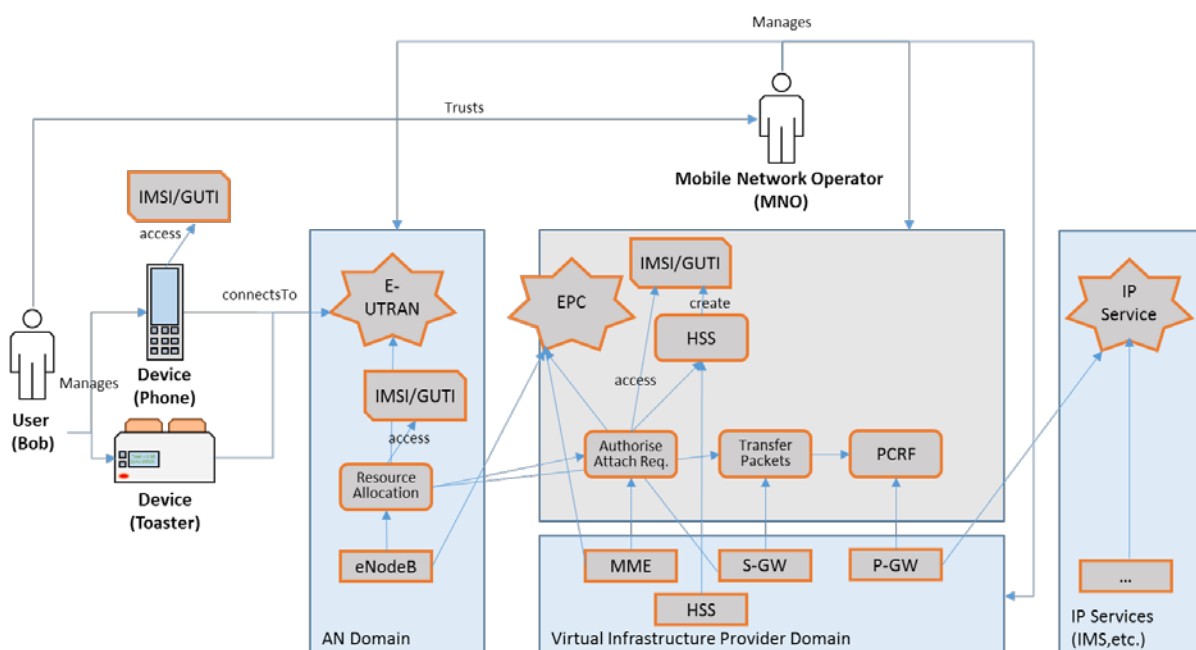 Manages
Trusts
Mobile Network Operator
(MNO)
IMSI/GUTI
access
connectsTo
Manages
Device
(Phone)
User
(Bob)
Device
(Toaster)
E-
UTRAN
IMSI/GUTI
access
Resource
Allocation
eNodeB
AN Domain
EPC
IMSI/GUTI
create
HSS
access
Authorise
Attach Req.
Transfer
Packets
PCRF
MME
S-GW
P-GW
HSS
Virtual Infrastructure Provider Domain
IP
Service
...
IP Services
(IMS,etc.)